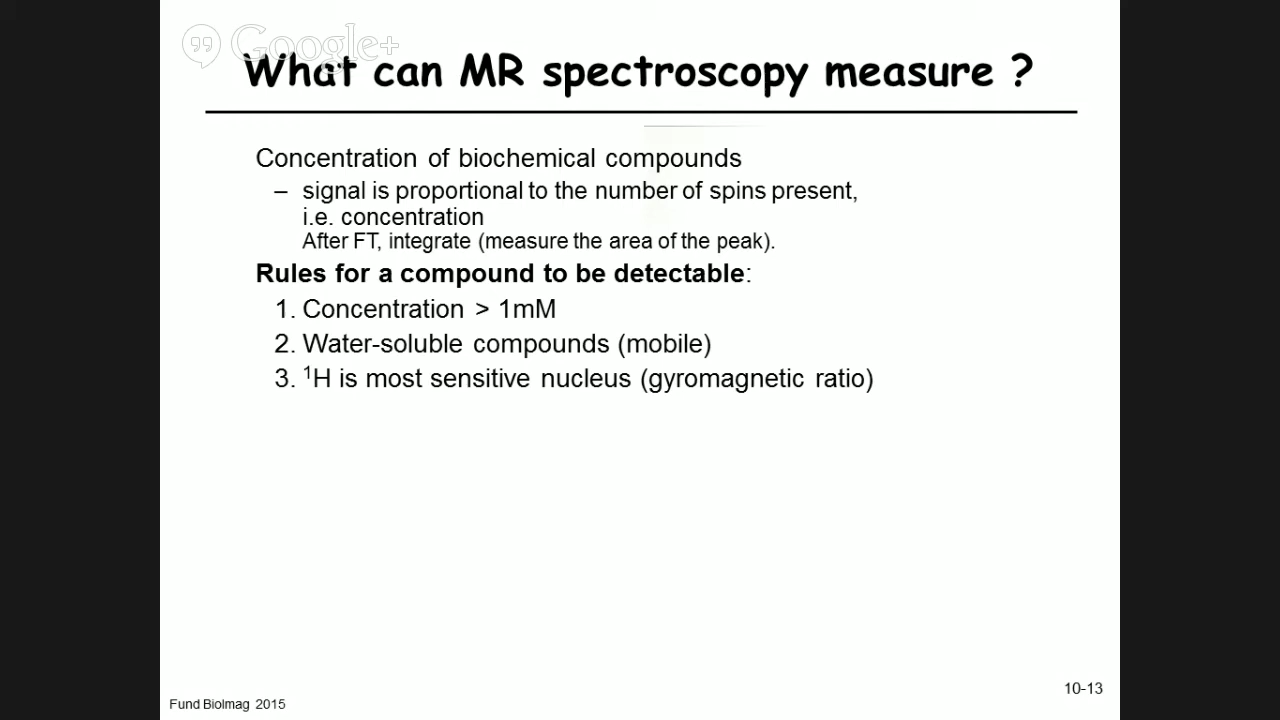 Google+
What can MR spectroscopy measure ?
Concentration of biochemical compounds
– signal is proportional to the number of spins present,
i.e. concentration
After FT, integrate (measure the area of the peak).
Rules for a compound to be detectable:
1. Concentration > 1mM
2. Water-soluble compounds (mobile)
3. ¹H is most sensitive nucleus (gyromagnetic ratio)
10-13
Fund BioImag 2015